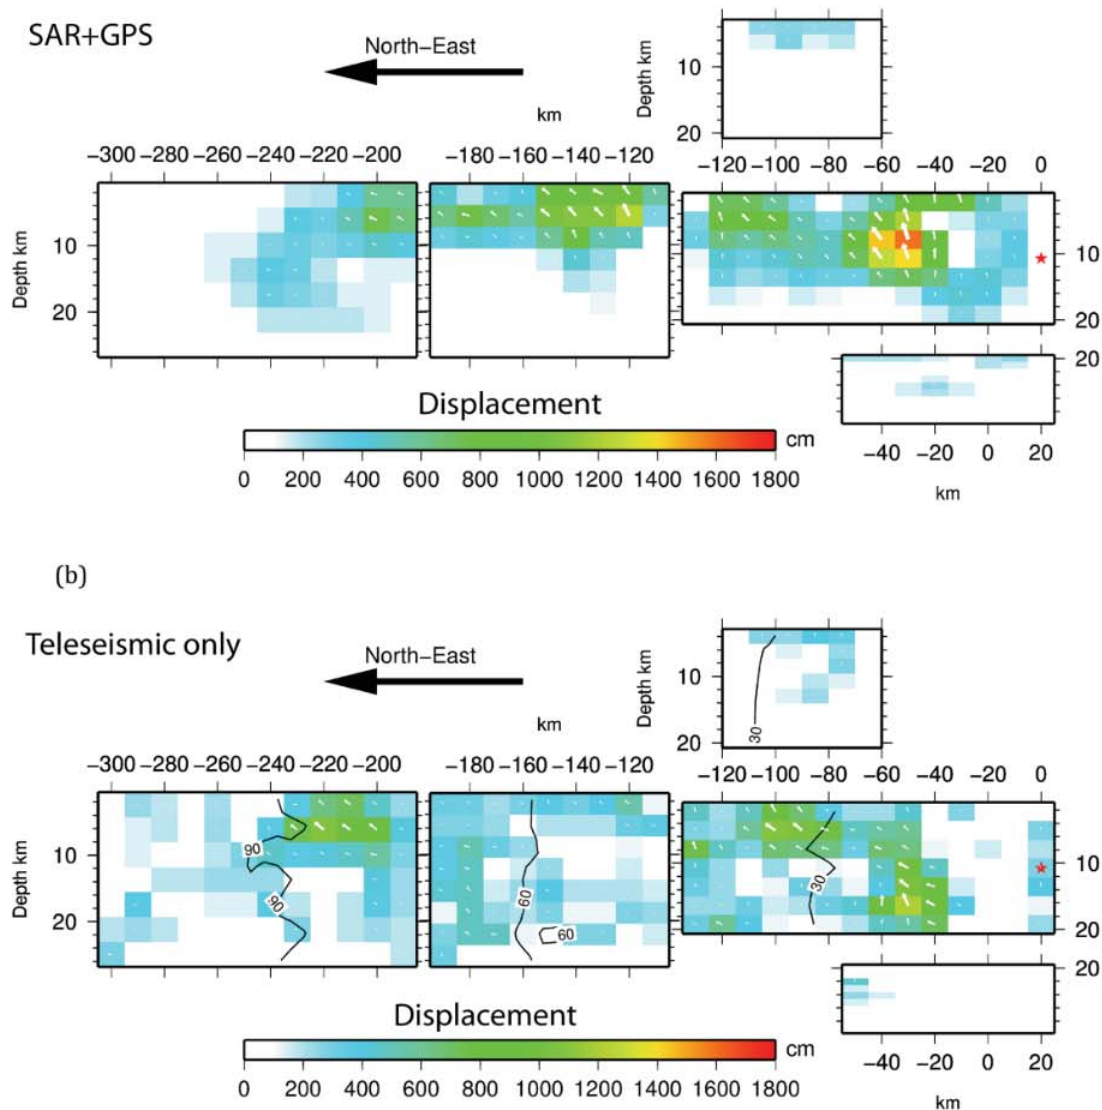 SAR+GPS
North-East
km
Depth km
10
20
-300 -280 -260 -240 -220 -200
-180 -160 -140 -120
-120 -100 -80 -60 -40 -20 0
Depth km
10
20
10
20
20
-40 -20 0 20
km
Displacement
cm
0 200 400 600 800 1000 1200 1400 1600 1800
(b)
Teleseismic only
North-East
km
Depth km
10
20
30
-300 -280 -260 -240 -220 -200
-180 -160 -140 -120
-120 -100 -80 -60 -40 -20 0
Depth km
10
20
90
90
60
60
30
10
20
20
-40 -20 0 20
km
Displacement
cm
0 200 400 600 800 1000 1200 1400 1600 1800